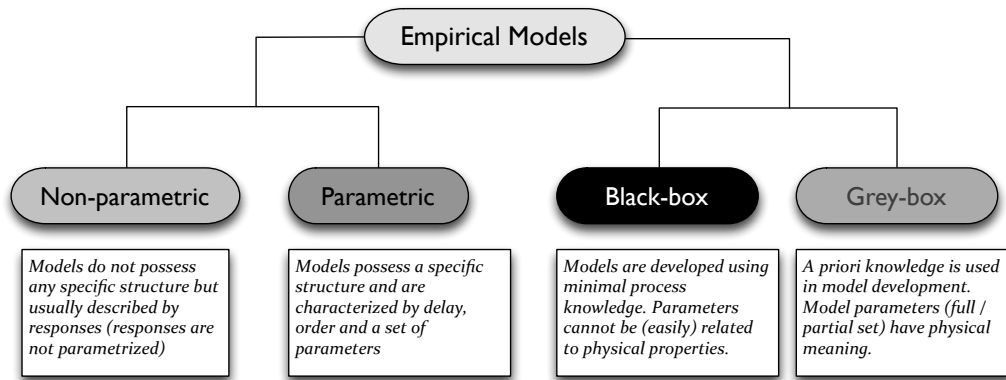 Empirical Models
Non-parametric
Parametric
Black-box
Grey-box
Models do not possess
any specific structure but
usually described by
responses (responses are
not parametrized)
Models possess a specific
structure and are
characterized by delay,
order and a set of
parameters
Models are developed using
minimal process
knowledge. Parameters
cannot be (easily) related
to physical properties.
A priori knowledge is used
in model development.
Model parameters (full /
partial set) have physical
meaning.